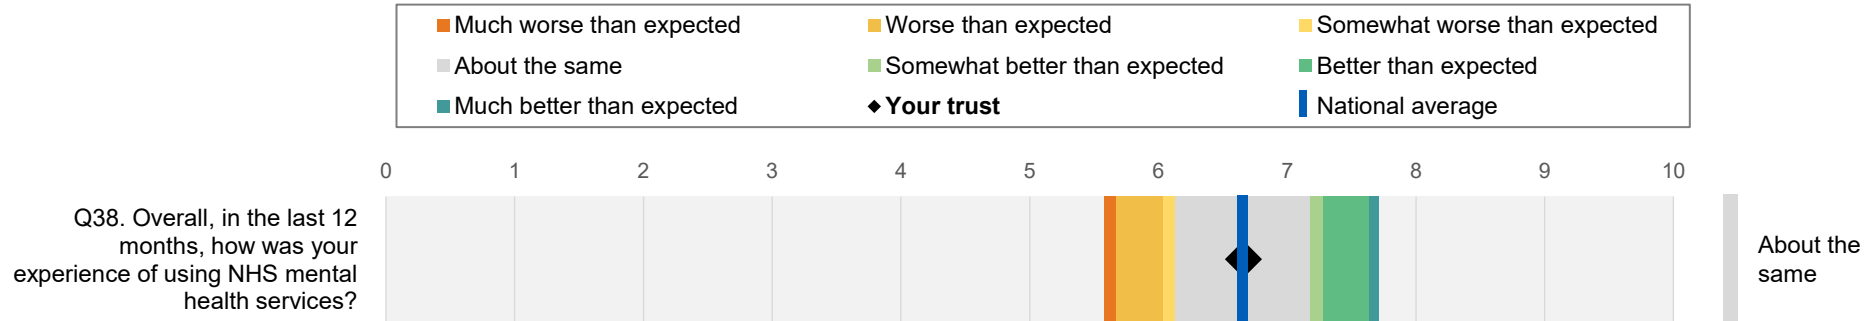 Much worse than expected
Worse than expected
Somewhat worse than expected
About the same
Somewhat better than expected
Better than expected
Much better than expected
Your trust
National average
0 1 2 3 4 5 6 7 8 9 10
Q38. Overall, in the last 12
months, how was your
experience of using NHS mental
health services?
About the
same